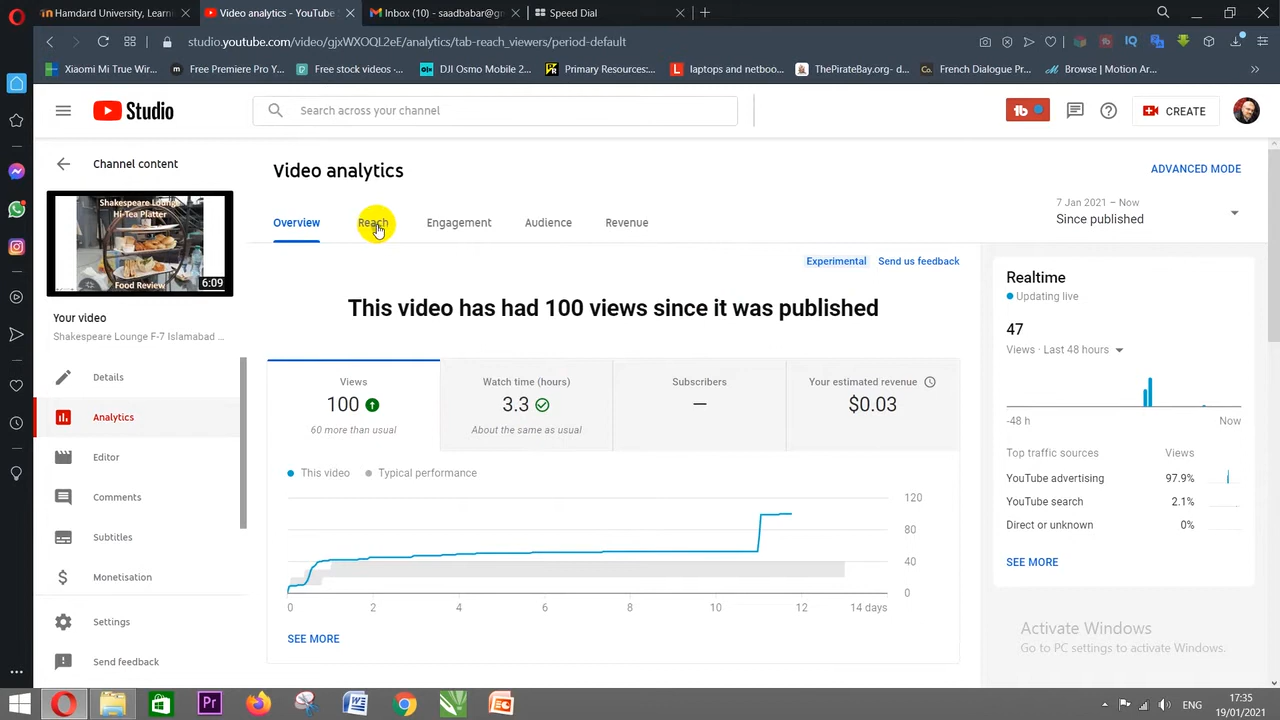 Hamdard University, Learni
Video analytics - YouTube S
Inbox (10) - saadbabar@gm
Speed Dial
studio.youtube.com/video/gjxWXOQL2eE/analytics/tab-reach_viewers/period-default
Xiaomi Mi True Wir...
Free Premiere Pro Y...
Free stock videos -...
DJI Osmo Mobile 2...
Primary Resources:...
laptops and netboo...
ThePirateBay.org- d...
French Dialogue Pr...
Browse | Motion Ar...
Studio
Search across your channel
CREATE
Channel content
Shakespeare Lounge
Hi-Tea Platter
Food Review
6:09
Your video
Shakespeare Lounge F-7 Islamabad ...
Details
Analytics
Editor
Comments
Subtitles
Monetisation
Settings
Send feedback
Video analytics
ADVANCED MODE
Overview
Reach
Engagement
Audience
Revenue
7 Jan 2021 – Now
Since published
Experimental Send us feedback
This video has had 100 views since it was published
Views
100
60 more than usual
Watch time (hours)
3.3
About the same as usual
Subscribers
—
Your estimated revenue
$0.03
This video
Typical performance
120
80
40
0
0 2 4 6 8 10 12 14 days
SEE MORE
Realtime
Updating live
47
Views · Last 48 hours
-48 h Now
Top traffic sources Views
YouTube advertising 97.9%
YouTube search 2.1%
Direct or unknown 0%
SEE MORE
Activate Windows
Go to PC settings to activate Windows.
ENG
17:35
19/01/2021